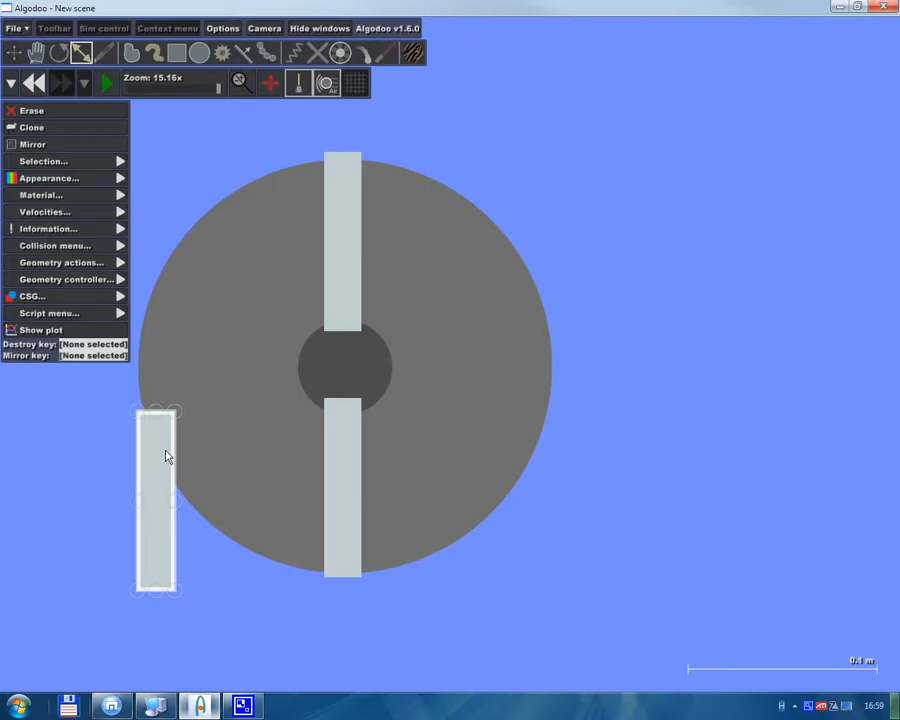 Algodoo - New scene
File Toolbar Sim control Context menu Options Camera Hide windows Algodoo v1.6.0
Zoom: 15.16x
Air
Erase
Clone
Mirror
Selection...
Appearance...
Material...
Velocities...
Information...
Collision menu...
Geometry actions...
Geometry controller...
CSG...
Script menu...
Show plot
Destroy key: [None selected]
Mirror key: [None selected]
0.1 m
16:59